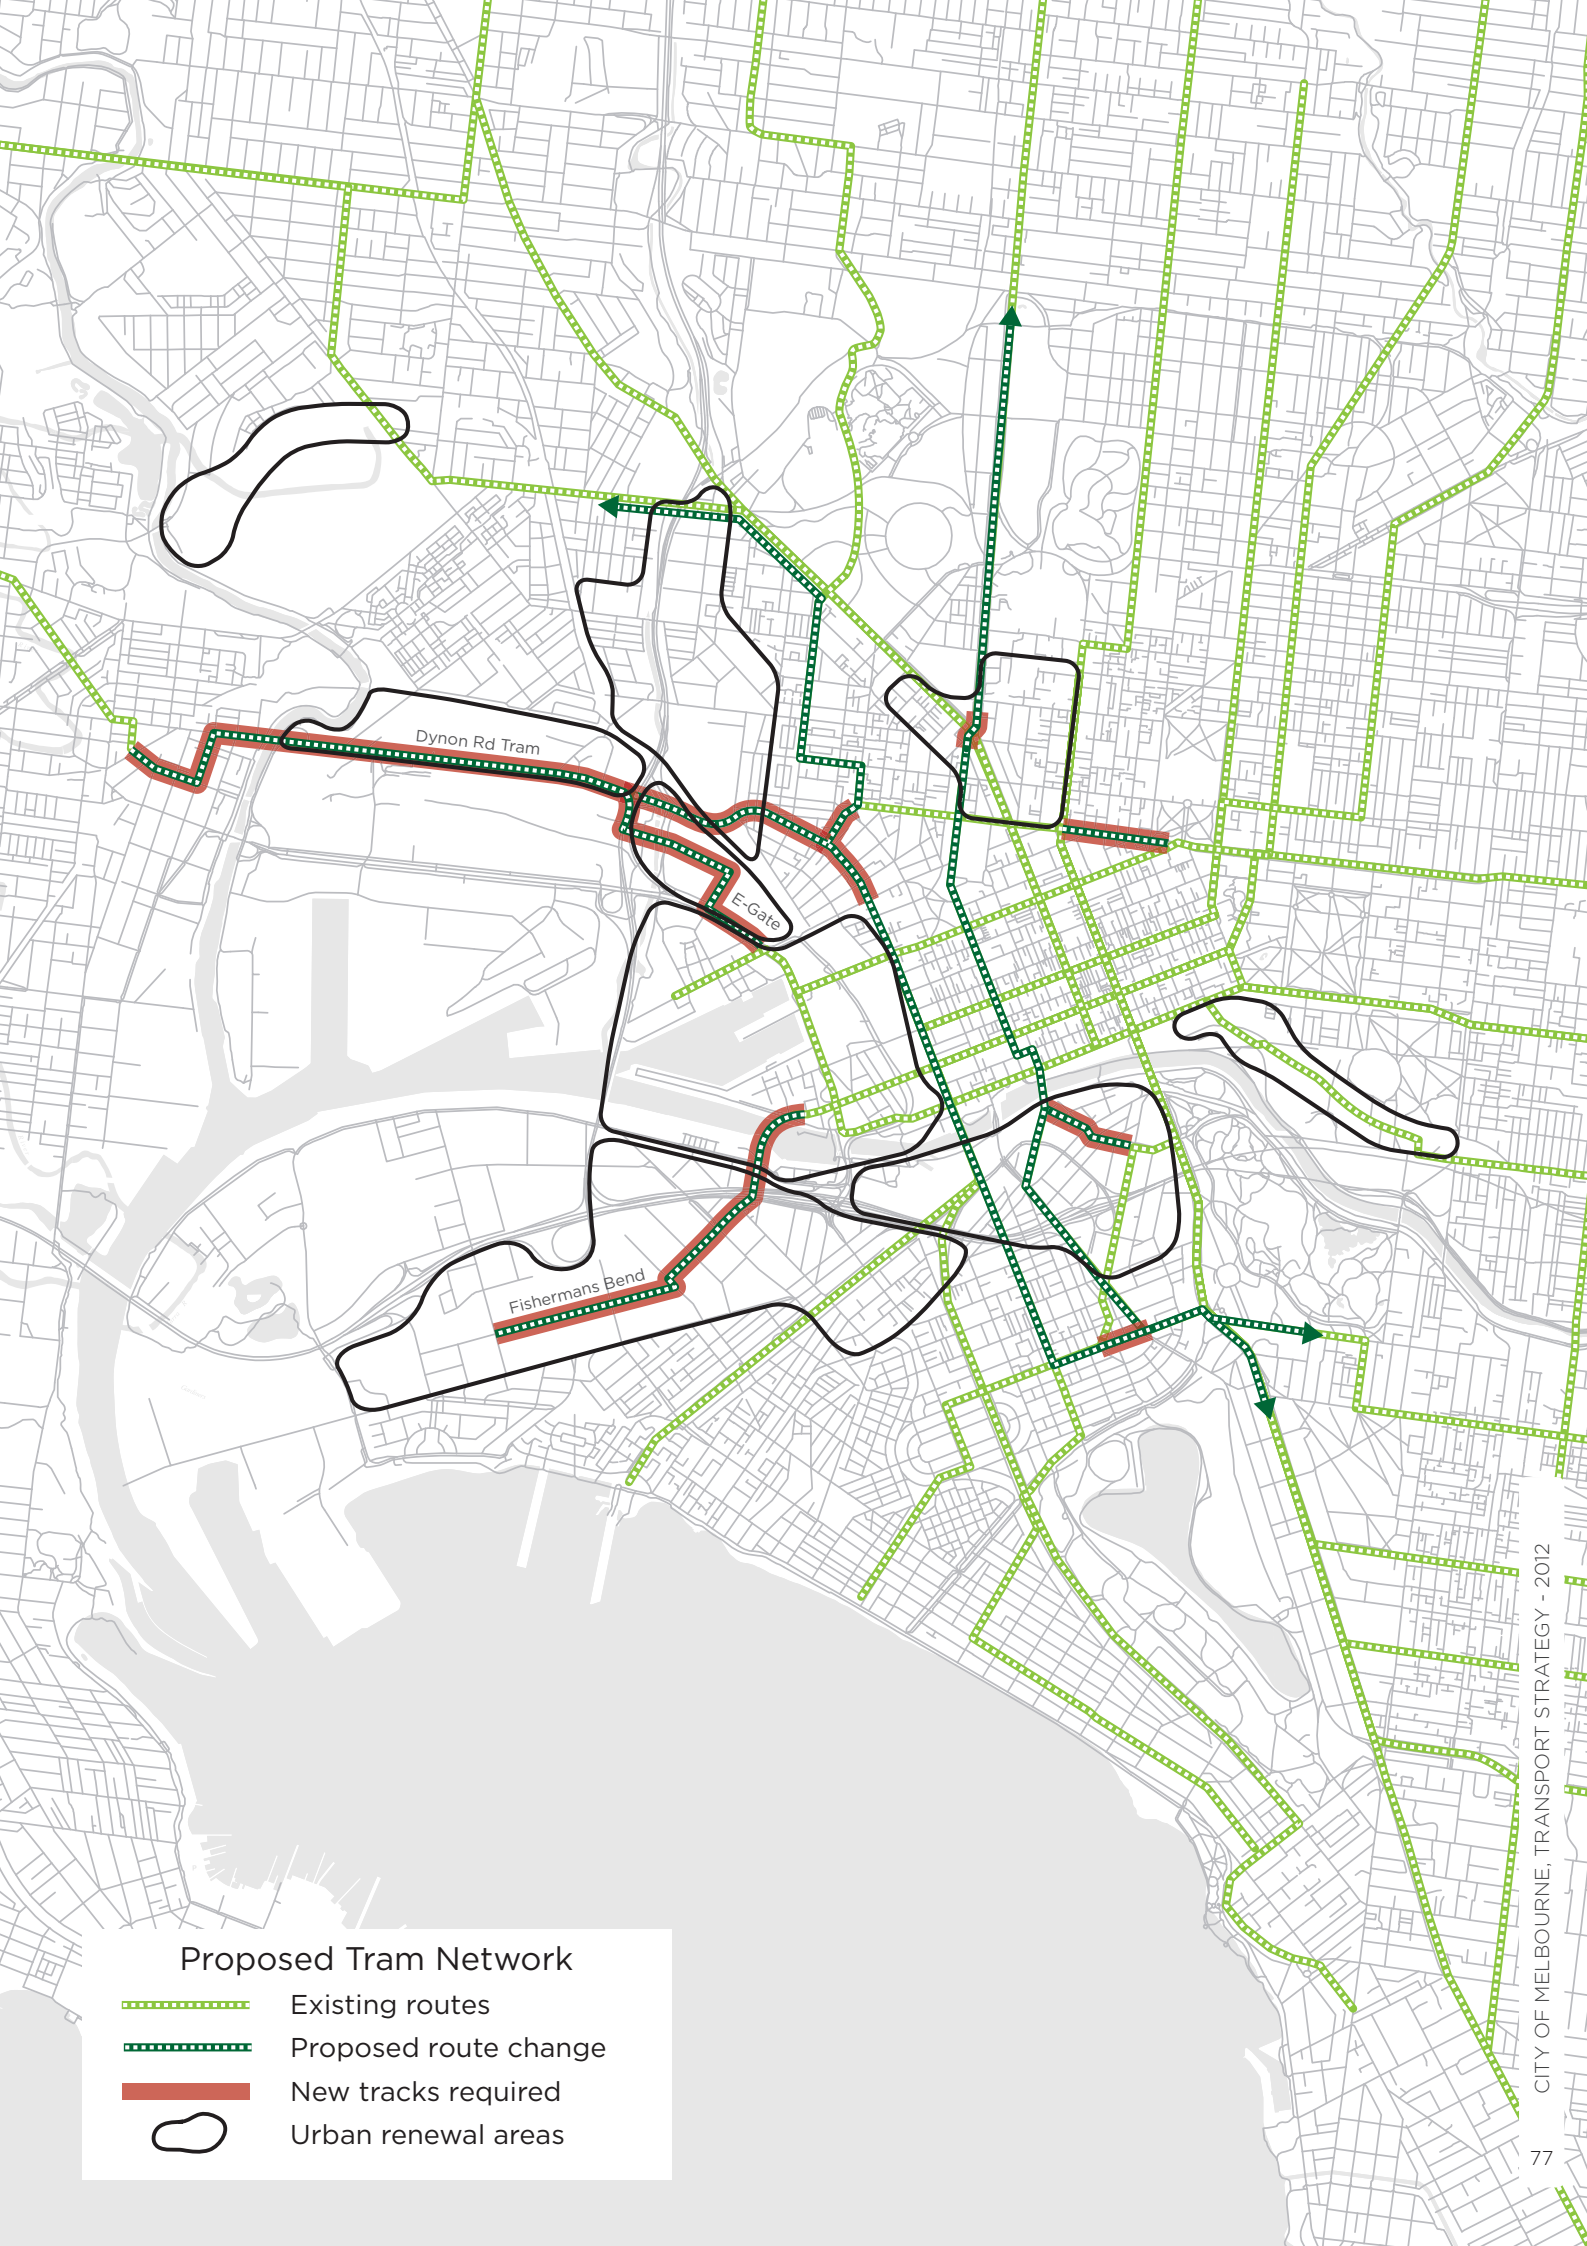 Dynon Rd Tram
E-Gate
Fishermans Bend
Proposed Tram Network
Existing routes
Proposed route change
New tracks required
Urban renewal areas
CITY OF MELBOURNE, TRANSPORT STRATEGY - 2012
77